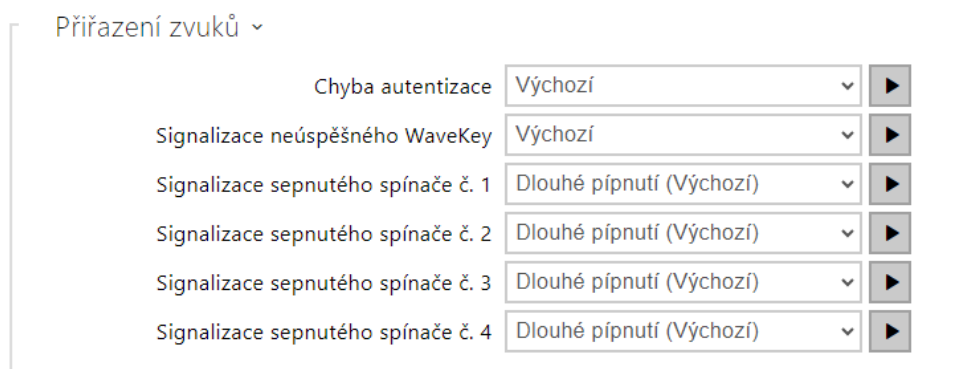 Přiřazení zvuků
Chyba autentizace Výchozí
Signalizace neúspěšného WaveKey Výchozí
Signalizace sepnutého spínače č. 1 Dlouhé pípnutí (Výchozí)
Signalizace sepnutého spínače č. 2 Dlouhé pípnutí (Výchozí)
Signalizace sepnutého spínače č. 3 Dlouhé pípnutí (Výchozí)
Signalizace sepnutého spínače č. 4 Dlouhé pípnutí (Výchozí)